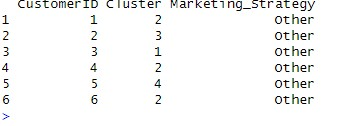 CustomerID Cluster Marketing_Strategy
1 1 2 Other
2 2 3 Other
3 3 1 Other
4 4 2 Other
5 5 4 Other
6 6 2 Other
>